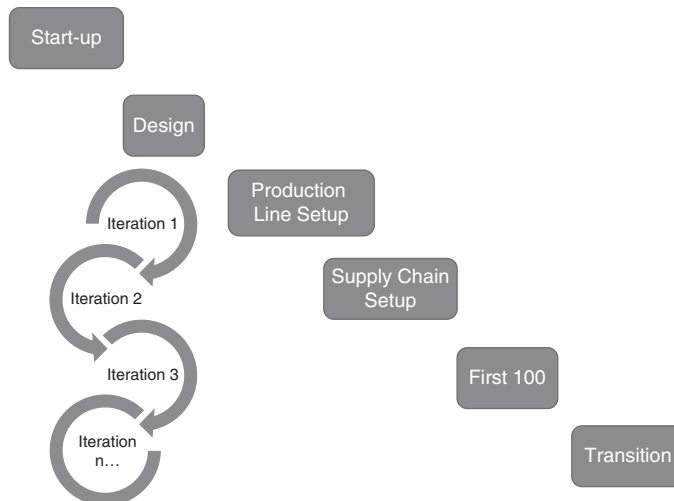 Start-up
Design
Production
Line Setup
Iteration 1
Supply Chain
Setup
Iteration 2
First 100
Iteration 3
Iteration
n…
Transition